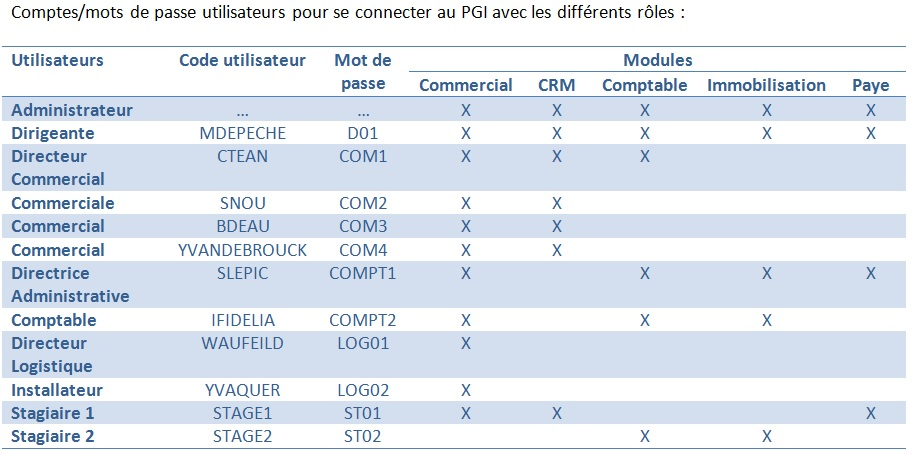 Comptes/mots de passe utilisateurs pour se connecter au PGI avec les différents rôles :
Utilisateurs Code utilisateur Mot de passe Modules
Commercial CRM Comptable Immobilisation Paye
Administrateur ... ... X X X X X
Dirigeante MDEPECHE D01 X X X X X
Directeur Commercial CTEAN COM1 X X X
Commerciale SNOU COM2 X X
Commercial BDEAU COM3 X X
Commercial YVANDEBROUCK COM4 X X
Directrice Administrative SLEPIC COMPT1 X X X X
Comptable IFIDELIA COMPT2 X X X
Directeur Logistique WAUFEILD LOG01 X
Installateur YVAQUER LOG02 X
Stagiaire 1 STAGE1 ST01 X X X
Stagiaire 2 STAGE2 ST02 X X